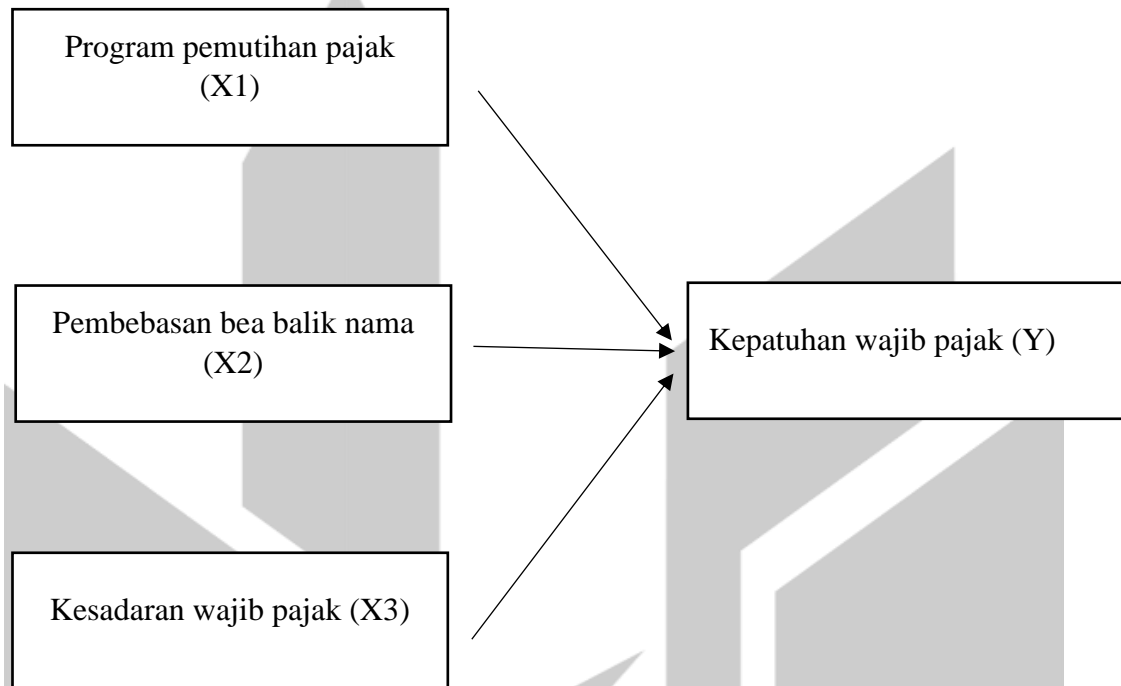 Program pemutihan pajak
(X1)
Pembebasan bea balik nama
(X2)
Kepatuhan wajib pajak (Y)
Kesadaran wajib pajak (X3)